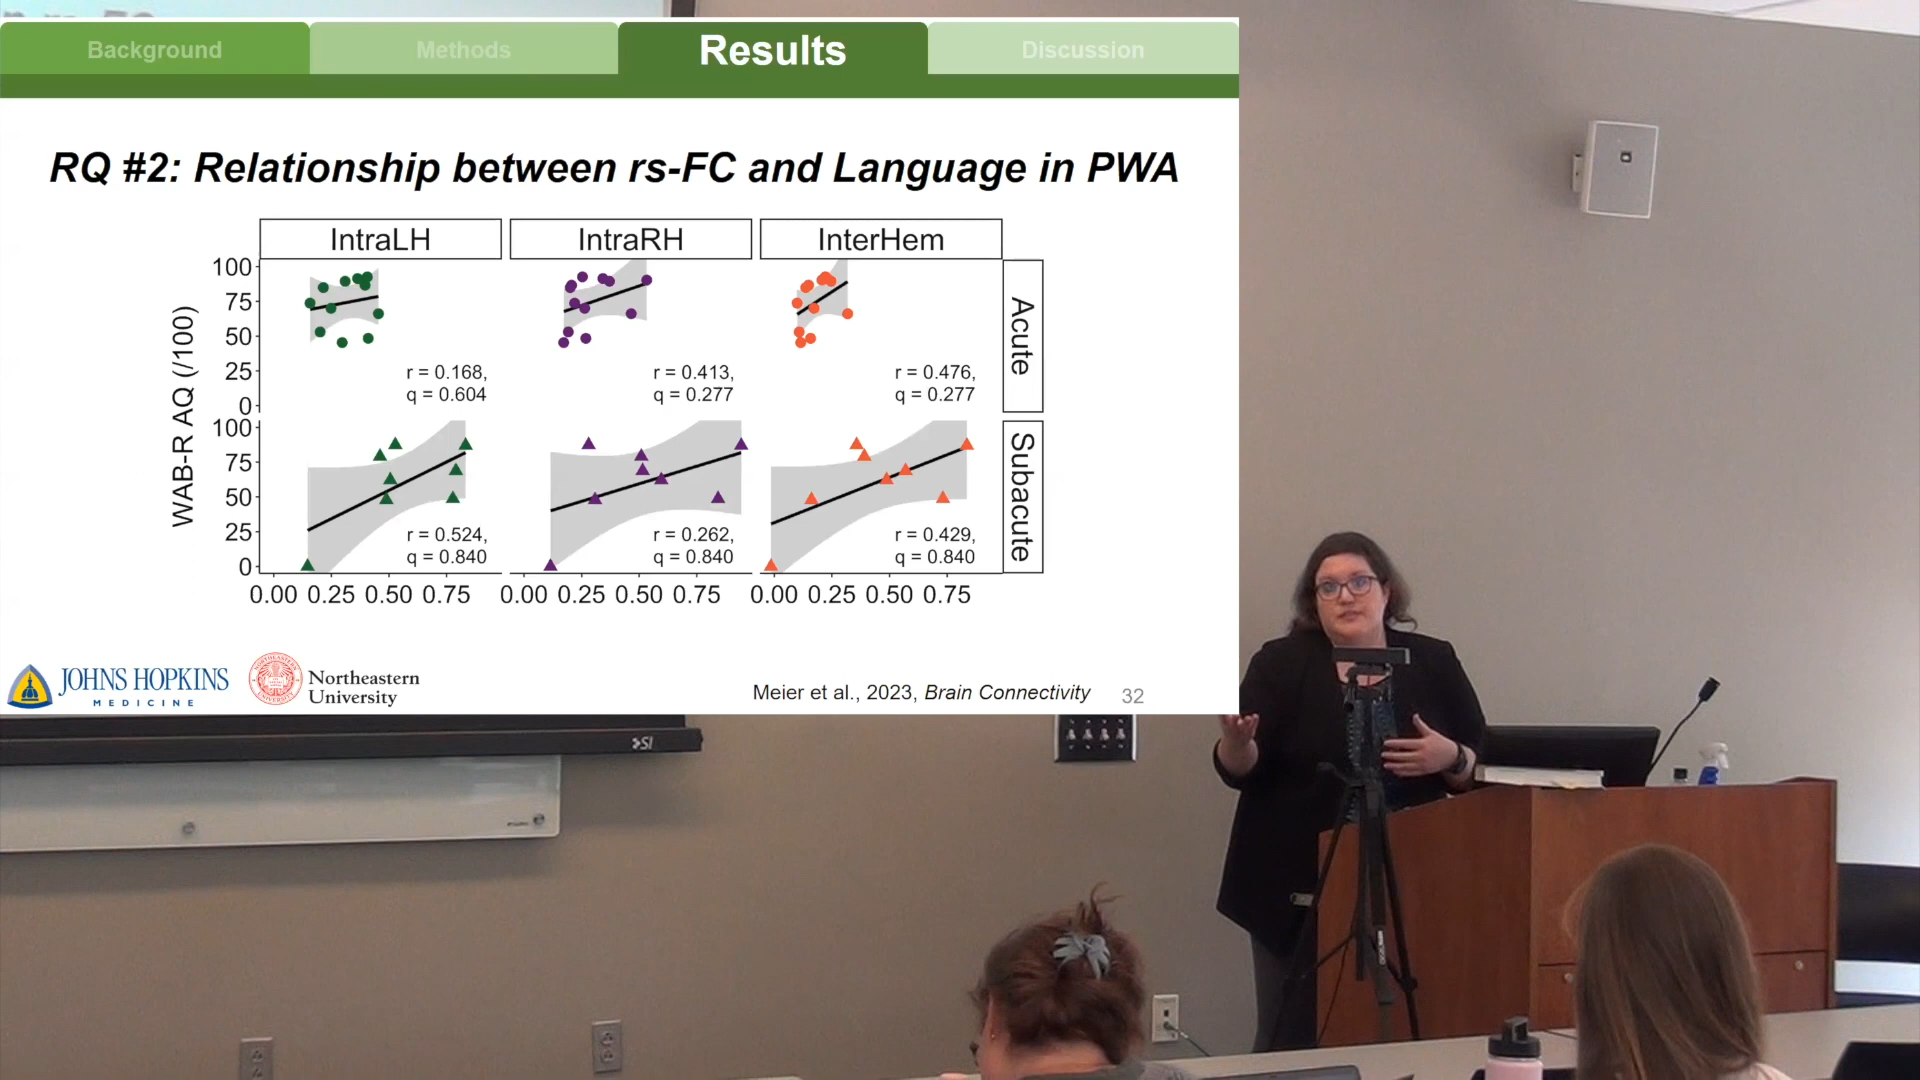 Background
Methods
Results
Discussion
RQ #2: Relationship between rs-FC and Language in PWA
IntraLH
IntraRH
InterHem
WAB-R AQ (/100)
100
75
50
25
0
r = 0.168,
q = 0.604
r = 0.413,
q = 0.277
r = 0.476,
q = 0.277
Acute
100
75
50
25
0
r = 0.524,
q = 0.840
r = 0.262,
q = 0.840
r = 0.429,
q = 0.840
Subacute
0.00 0.25 0.50 0.75
0.00 0.25 0.50 0.75
0.00 0.25 0.50 0.75
JOHNS HOPKINS
MEDICINE
Northeastern
University
Meier et al., 2023, Brain Connectivity
32
SI